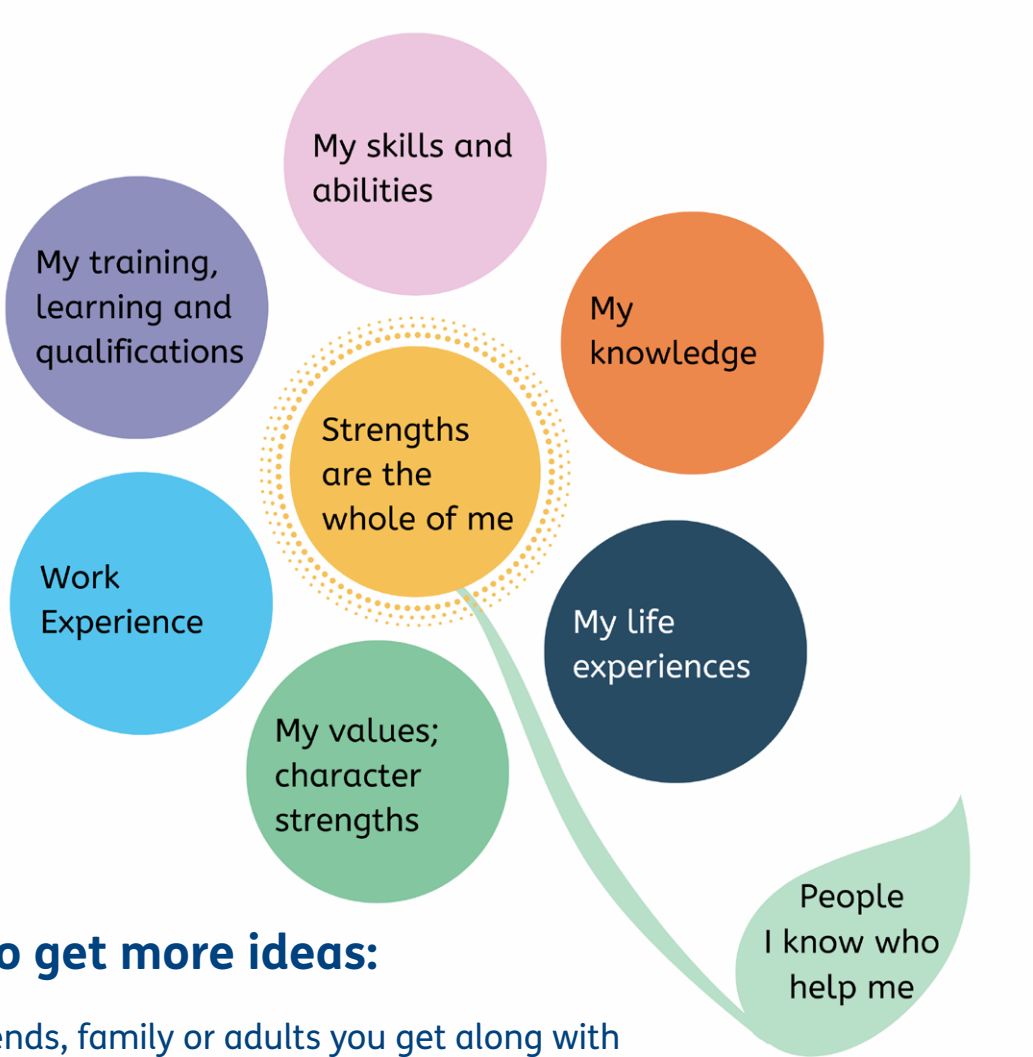 My skills and
abilities
My training,
learning and
qualifications
My
knowledge
Strengths
are the
whole of me
Work
Experience
My life
experiences
My values;
character
strengths
People
I know who
help me
get more ideas:
family or adults you get along with